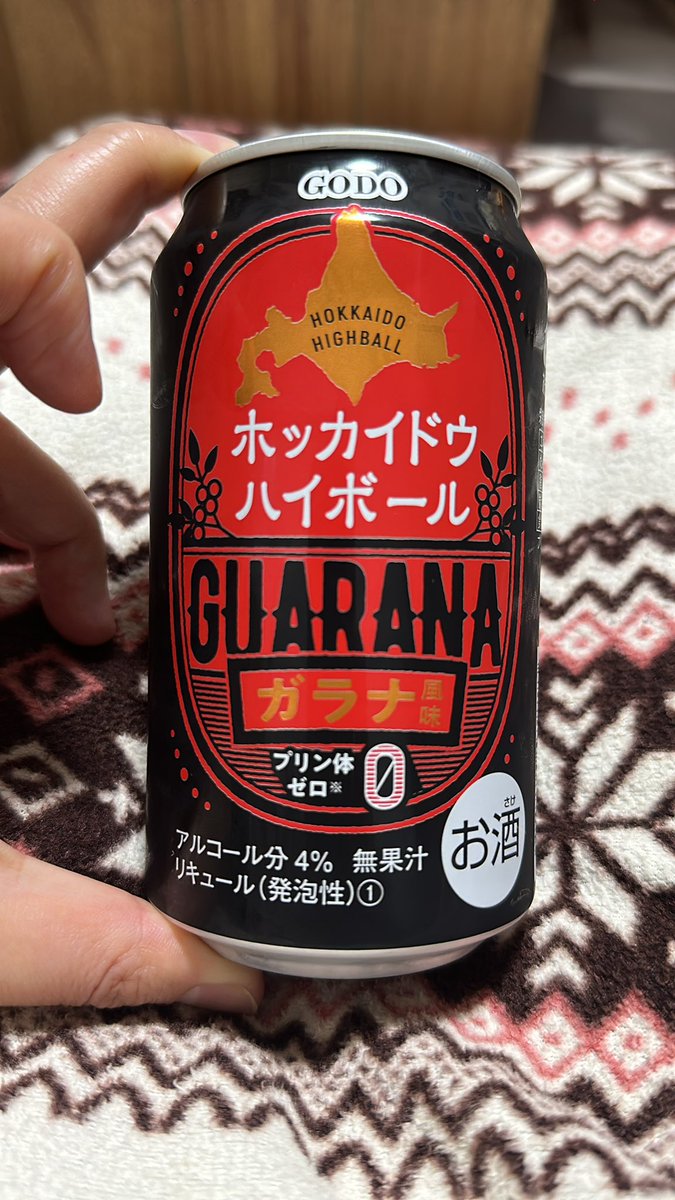 GODO
HOKKAIDO
HIGHBALL
ホッカイドウ
ハイボール
GUARANA
ガラナ風味
プリン体
ゼロ※ 0
さけ
お酒
アルコール分4% 無果汁
リキュール(発泡性)①